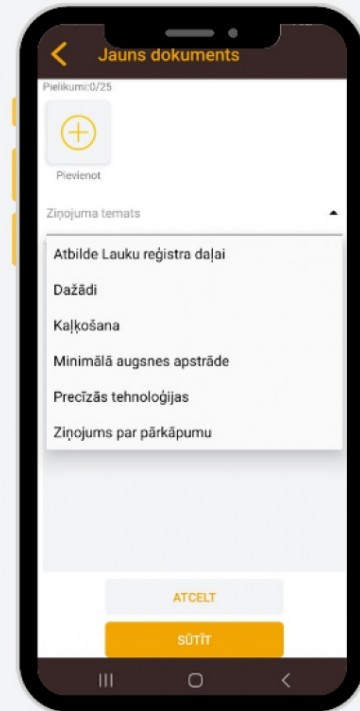 Jauns dokuments
Pielikumi:0/25
Pievienot
Ziņojuma temats
Atbilde Lauku reģistra daļai
Dažādi
Kaļķošana
Minimālā augsnes apstrāde
Precīzās tehnoloģijas
Ziņojums par pārkāpumu
ATCELT
SŪTĪT